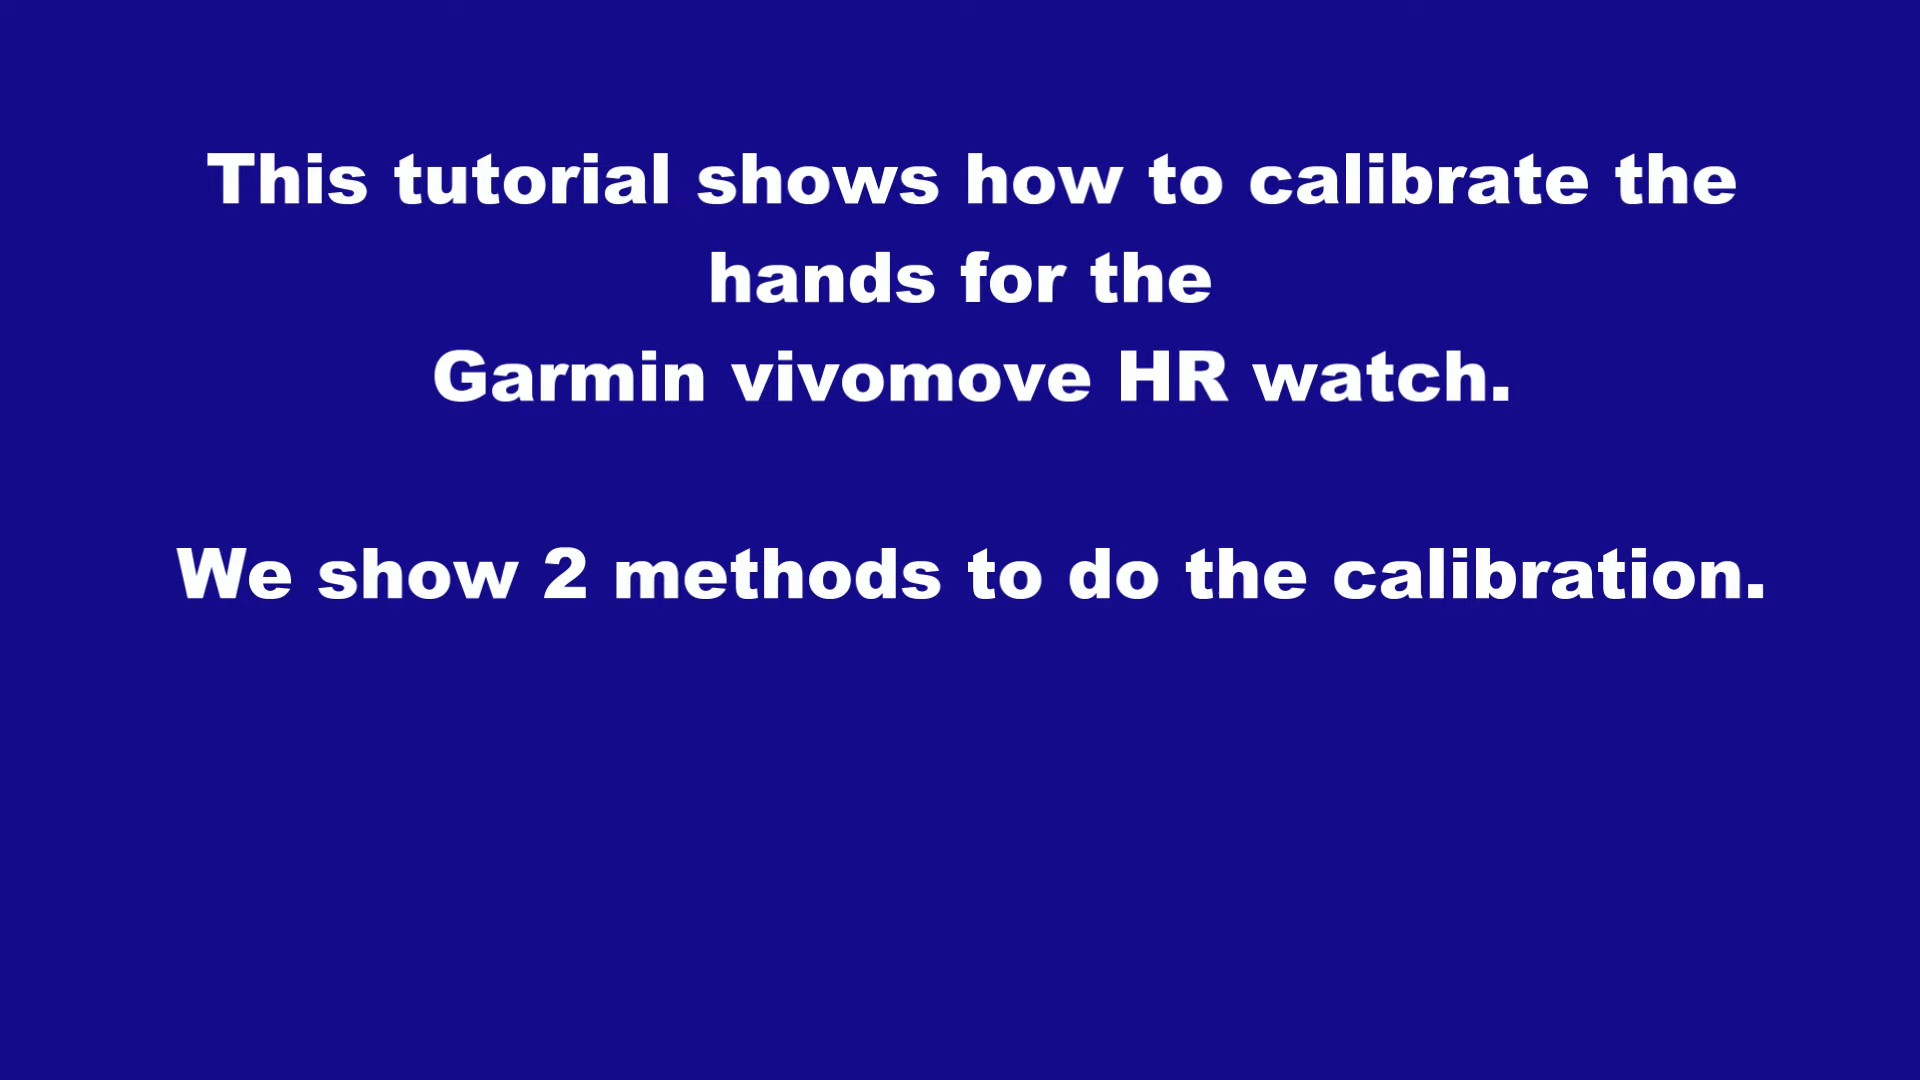 This tutorial shows how to calibrate the
hands for the
Garmin vivomove HR watch.
We show 2 methods to do the calibration.